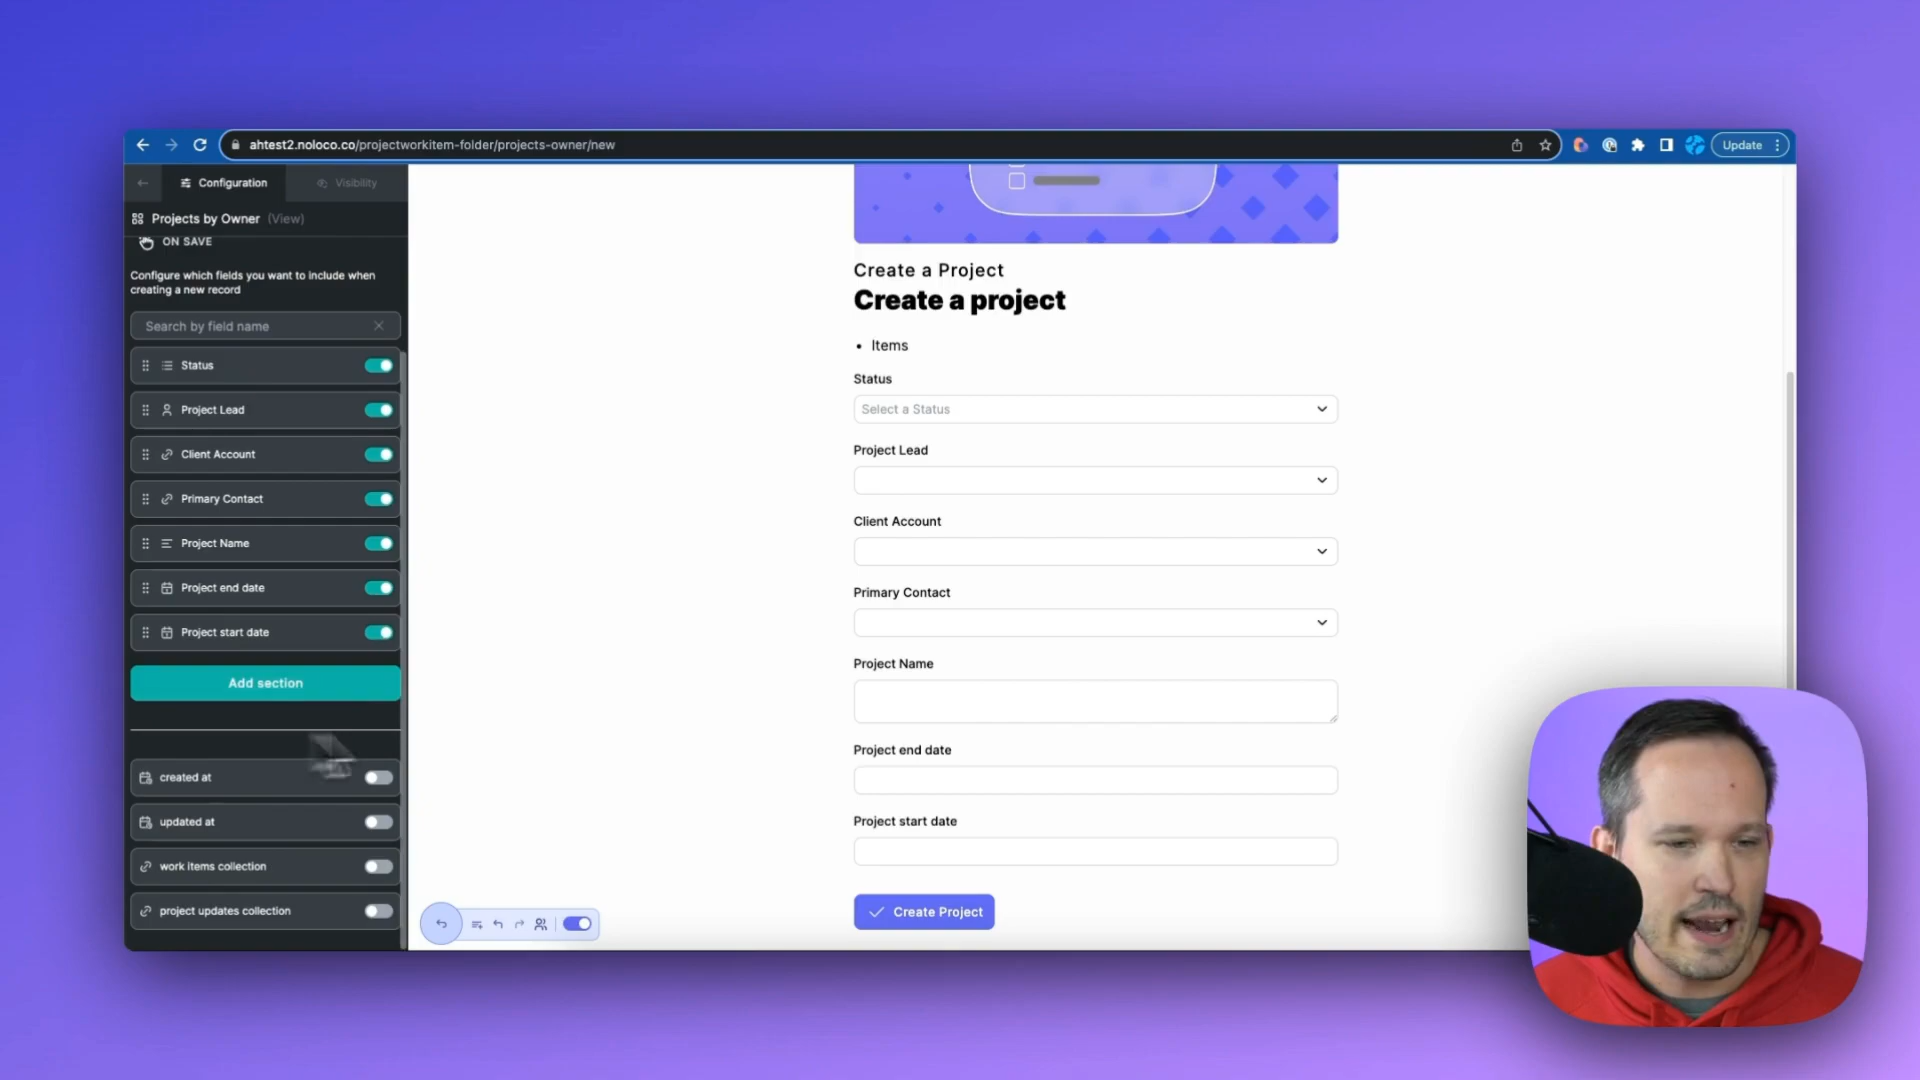 ahtest2.noloco.co/projectworkitem-folder/projects-owner/new
Update
Configuration
Visibility
Projects by Owner (View)
ON SAVE
Configure which fields you want to include when
creating a new record
Search by field name
Status
Project Lead
Client Account
Primary Contact
Project Name
Project end date
Project start date
Add section
created at
updated at
work items collection
project updates collection
Create a Project
Create a project
• Items
Status
Select a Status
Project Lead
Client Account
Primary Contact
Project Name
Project end date
Project start date
Create Project